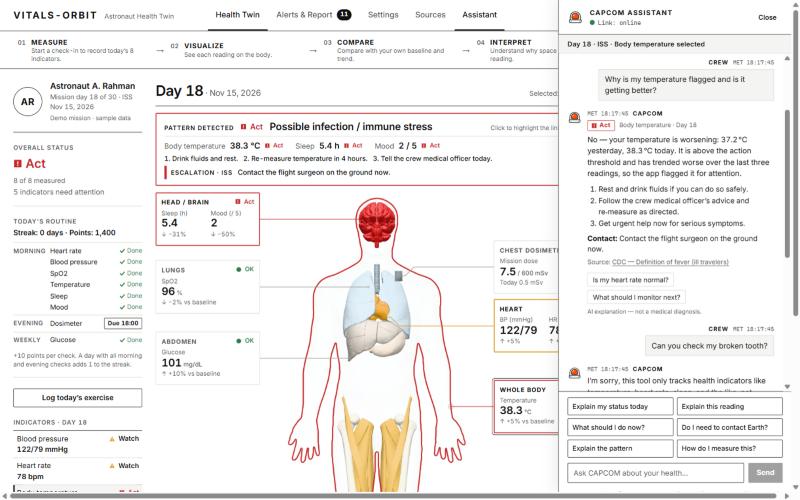 VITALS-ORBIT Astronaut Health Twin
Health Twin Alerts & Report 11 Settings Sources Assistant
01 MEASURE
Start a check-in to record today's 8 indicators.
→ 02 VISUALIZE
See each reading on the body.
→ 03 COMPARE
Compare with your own baseline and trend.
→ 04 INTERPRET
Understand why space
reading.
AR
Astronaut A. Rahman
Mission day 18 of 30 · ISS
Nov 15, 2026
Demo mission · sample data
OVERALL STATUS
Act
8 of 8 measured
5 indicators need attention
TODAY'S ROUTINE
Streak: 0 days · Points: 1,400
MORNING Heart rate ✓ Done
Blood pressure ✓ Done
SpO2 ✓ Done
Temperature ✓ Done
Sleep ✓ Done
Mood ✓ Done
EVENING Dosimeter Due 18:00
WEEKLY Glucose ✓ Done
+10 points per check. A day with all morning
and evening checks adds 1 to the streak.
Log today's exercise
INDICATORS · DAY 18
Blood pressure Watch
122/79 mmHg
Heart rate Watch
78 bpm
Day 18 · Nov 15, 2026
Selected:
PATTERN DETECTED Act Possible infection / immune stress
Click to highlight the lin
Body temperature 38.3 °C Act Sleep 5.4 h Act Mood 2 / 5 Act
1. Drink fluids and rest. 2. Re-measure temperature in 4 hours. 3. Tell the crew medical officer today.
ESCALATION · ISS Contact the flight surgeon on the ground now.
HEAD / BRAIN Act
Sleep (h) Mood (/ 5)
5.4 2
↓ −31% ↓ −50%
LUNGS OK
SpO2
96 %
↓ −2% vs baseline
ABDOMEN OK
Glucose
101 mg/dL
↑ +10% vs baseline
CHEST DOSIMET
Mission dose
7.5 / 600 mSv
Today 0.5 mSv
HEART
BP (mmHg) HR
122/79 78
↑ +5% ↑
WHOLE BODY
Temperature
38.3 °C
↑ +5% vs baseline
CAPCOM ASSISTANT
Link: online
Close
Day 18 · ISS · Body temperature selected
CREW MET 18:17:45
Why is my temperature flagged and is it
getting better?
MET 18:17:45 CAPCOM
Act Body temperature · Day 18
No — your temperature is worsening: 37.2 °C
yesterday, 38.3 °C today. It is above the action
threshold and has trended worse over the last three
readings, so the app flagged it for attention.
1. Rest and drink fluids if you can do so safely.
2. Follow the crew medical officer's advice and
re-measure as directed.
3. Get urgent help now for serious symptoms.
Contact: Contact the flight surgeon on the ground
now.
Source: CDC — Definition of fever (ill travelers)
Is my heart rate normal?
What should I monitor next?
AI explanation — not a medical diagnosis.
CREW MET 18:17:45
Can you check my broken tooth?
MET 18:17:45 CAPCOM
I'm sorry, this tool only tracks health indicators like
Explain my status today
Explain this reading
What should I do now?
Do I need to contact Earth?
Explain the pattern
How do I measure this?
Ask CAPCOM about your health...
Send